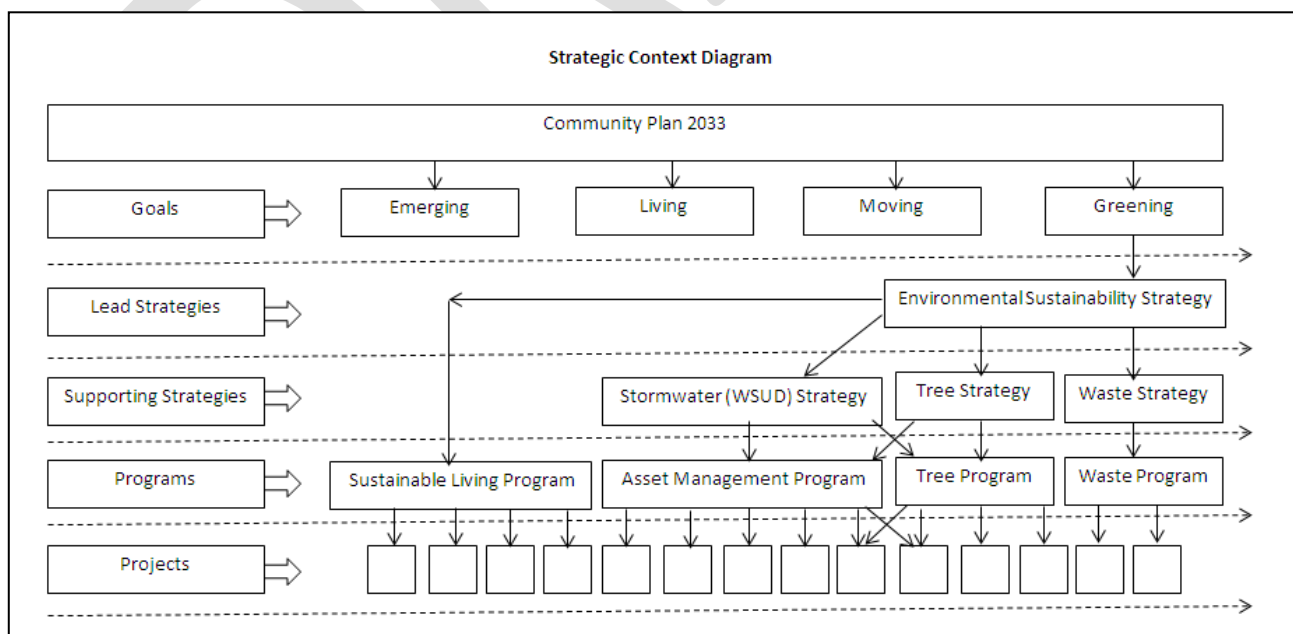 Strategic Context Diagram
Community Plan 2033
Goals
Emerging
Living
Moving
Greening
Lead Strategies
Environmental Sustainability Strategy
Supporting Strategies
Stormwater (WSUD) Strategy
Tree Strategy
Waste Strategy
Programs
Sustainable Living Program
Asset Management Program
Tree Program
Waste Program
Projects